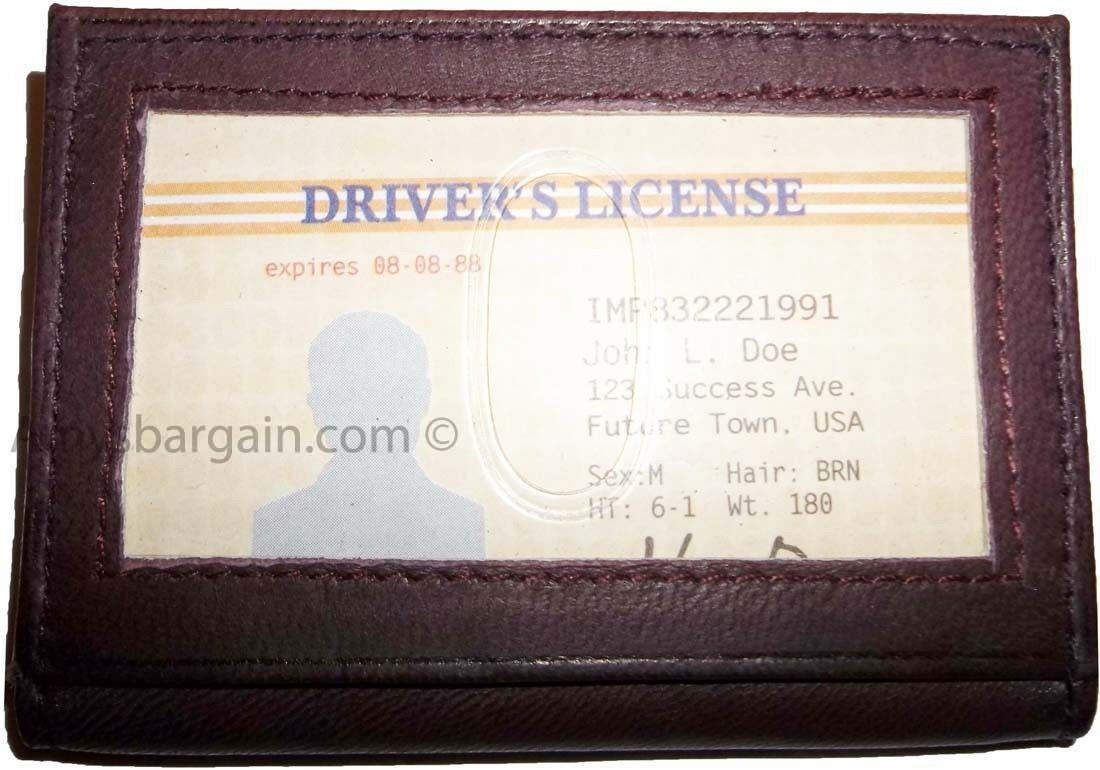 DRIVER'S LICENSE
expires 08-08-88
IMP832221991
John L. Doe
123 Success Ave.
Future Town, USA
Sex:M Hair: BRN
HT: 6-1 Wt. 180
Amysbargain.com ©